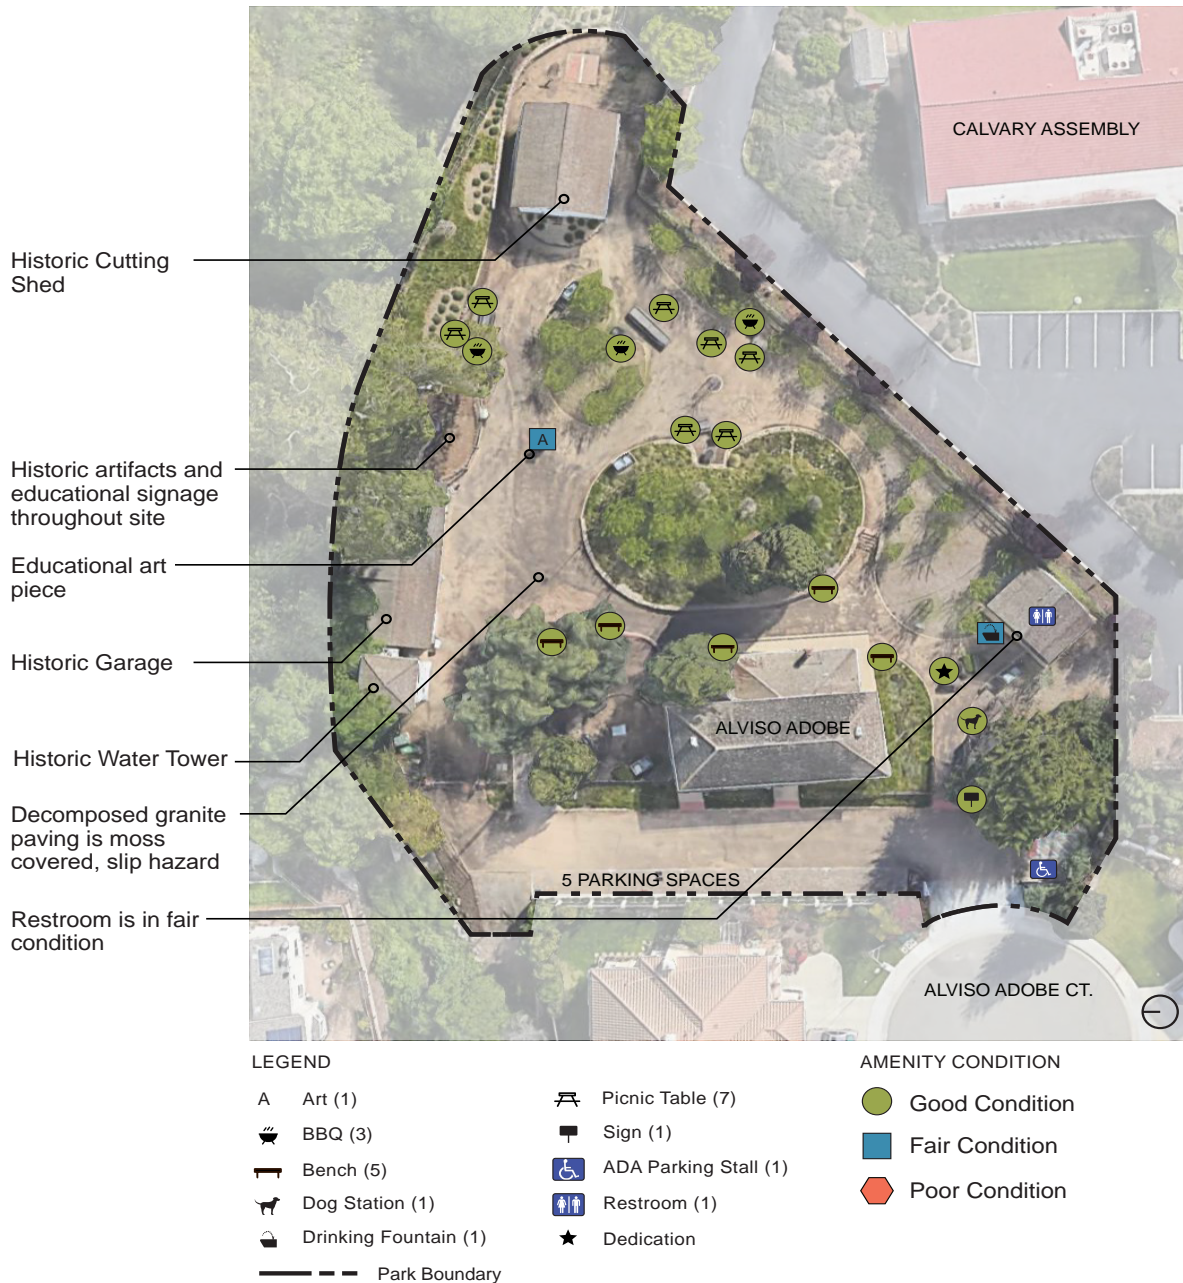 CALVARY ASSEMBLY
Historic Cutting
Shed
Historic artifacts and
educational signage
throughout site
A
Educational art
piece
Historic Garage
Historic Water Tower
ALVISO ADOBE
Decomposed granite
paving is moss
covered, slip hazard
5 PARKING SPACES
Restroom is in fair
condition
ALVISO ADOBE CT.
LEGEND
A Art (1)
BBQ (3)
Bench (5)
Dog Station (1)
Drinking Fountain (1)
Park Boundary
Picnic Table (7)
Sign (1)
ADA Parking Stall (1)
Restroom (1)
Dedication
AMENITY CONDITION
Good Condition
Fair Condition
Poor Condition